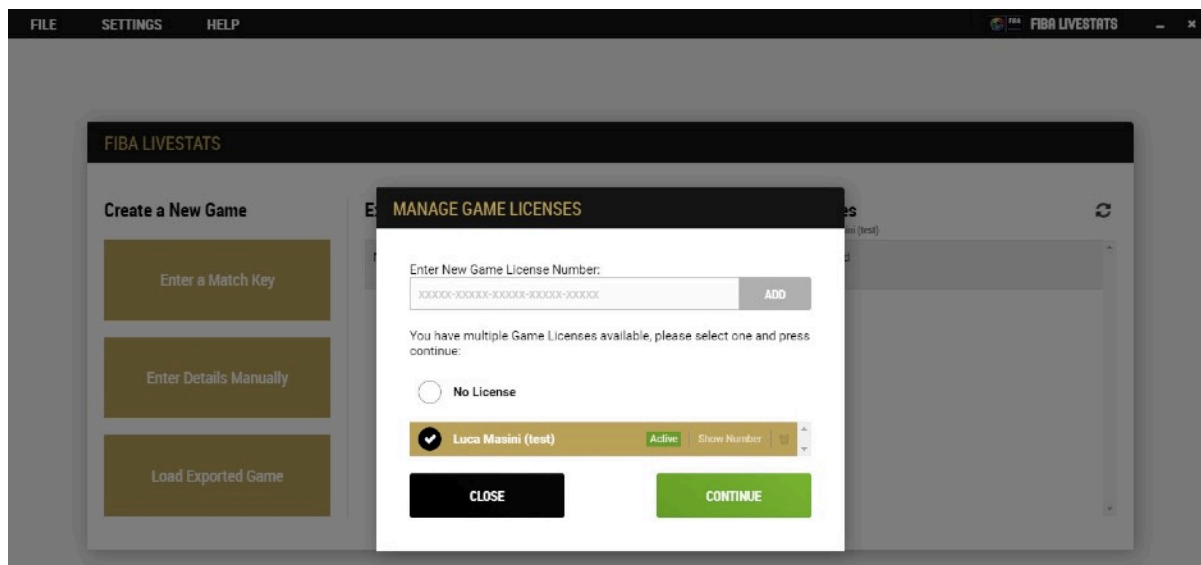 FILE SETTINGS HELP
FIBA LIVESTATS
FIBA LIVESTATS
Create a New Game
Enter a Match Key
Enter Details Manually
Load Exported Game
MANAGE GAME LICENSES
Enter New Game License Number:
XXXXX-XXXXX-XXXXX-XXXXX-XXXXX
ADD
You have multiple Game Licenses available, please select one and press
continue:
No License
Luca Masini (test) Active Show Number
CLOSE CONTINUE